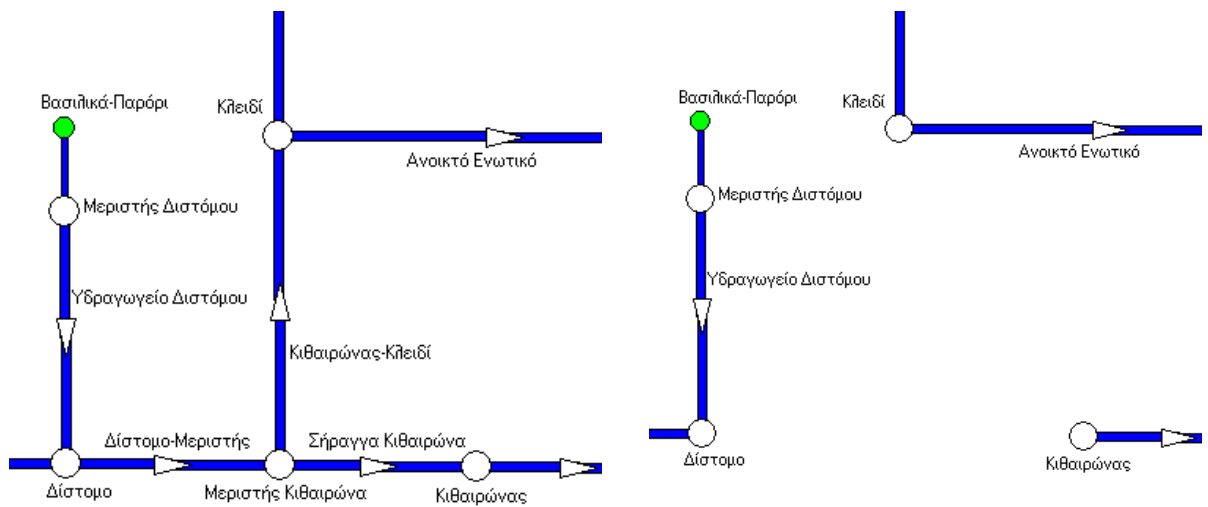 Βασιλικά-Παρόρι
Κλειδί
Ανοικτό Ενωτικό
Μεριστής Διστόμου
Υδραγωγείο Διστόμου
Κιθαιρώνας-Κλειδί
Δίστομο-Μεριστής
Σήραγγα Κιθαιρώνα
Δίστομο
Μεριστής Κιθαιρώνα
Κιθαιρώνας
Βασιλικά-Παρόρι
Κλειδί
Ανοικτό Ενωτικό
Μεριστής Διστόμου
Υδραγωγείο Διστόμου
Δίστομο
Κιθαιρώνας